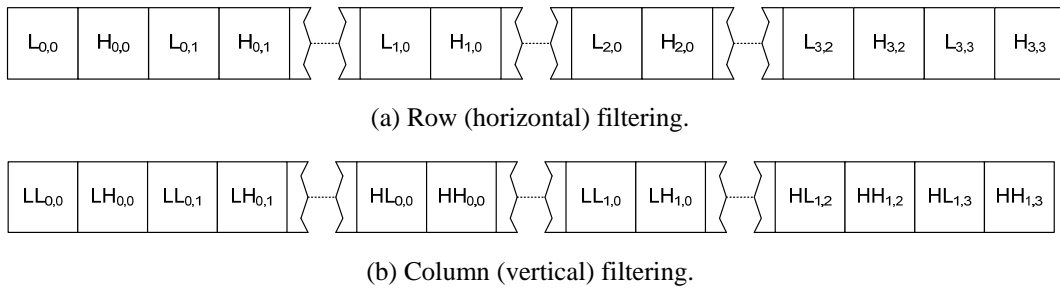 L0,0 H0,0 L0,1 H0,1 L1,0 H1,0 L2,0 H2,0 L3,2 H3,2 L3,3 H3,3
(a) Row (horizontal) filtering.
LL0,0 LH0,0 LL0,1 LH0,1 HL0,0 HH0,0 LL1,0 LH1,0 HL1,2 HH1,2 HL1,3 HH1,3
(b) Column (vertical) filtering.